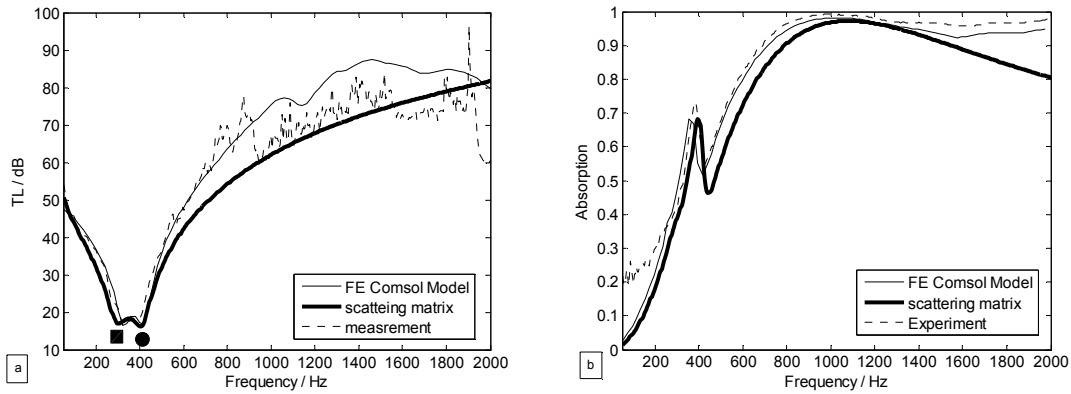 100
90
80
70
60
50
40
30
20
10
TL / dB
200 400 600 800 1000 1200 1400 1600 1800 2000
Frequency / Hz
FE Comsol Model
scatteing matrix
measrement
a
1
0.9
0.8
0.7
0.6
0.5
0.4
0.3
0.2
0.1
0
Absorption
200 400 600 800 1000 1200 1400 1600 1800 2000
Frequency / Hz
FE Comsol Model
scattering matrix
Experiment
b